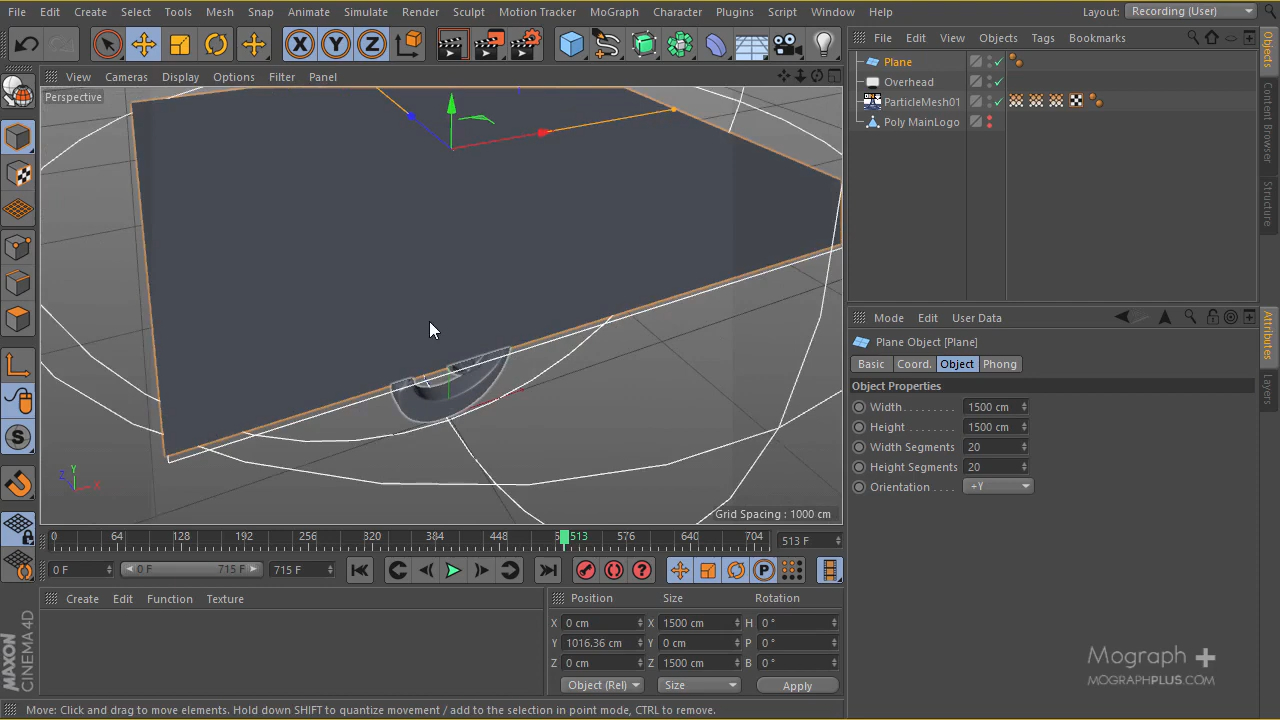 File Edit Create Select Tools Mesh Snap Animate Simulate Render Sculpt Motion Tracker MoGraph Character Plugins Script Window Help Layout: Recording (User)
X Y Z
File Edit View Objects Tags Bookmarks
View Cameras Display Options Filter Panel
Perspective
Plane
Overhead
ParticleMesh01
Poly MainLogo
Objects
Content Browser
Structure
Mode Edit User Data
Plane Object [Plane]
Basic Coord. Object Phong
Object Properties
Width 1500 cm
Height 1500 cm
Width Segments 20
Height Segments 20
Orientation +Y
Attributes
Layers
Y
Z
X
Grid Spacing : 1000 cm
0 64 128 192 256 320 384 448 513 576 640 704 513 F
0 F 0 F 715 F 715 F
P
Create Edit Function Texture
Position Size Rotation
X 0 cm X 1500 cm H 0 °
Y 1016.36 cm Y 0 cm P 0 °
Z 0 cm Z 1500 cm B 0 °
Object (Rel) Size Apply
MAXON
CINEMA 4D
Mograph +
MOGRAPHPLUS.COM
Move: Click and drag to move elements. Hold down SHIFT to quantize movement / add to the selection in point mode, CTRL to remove.